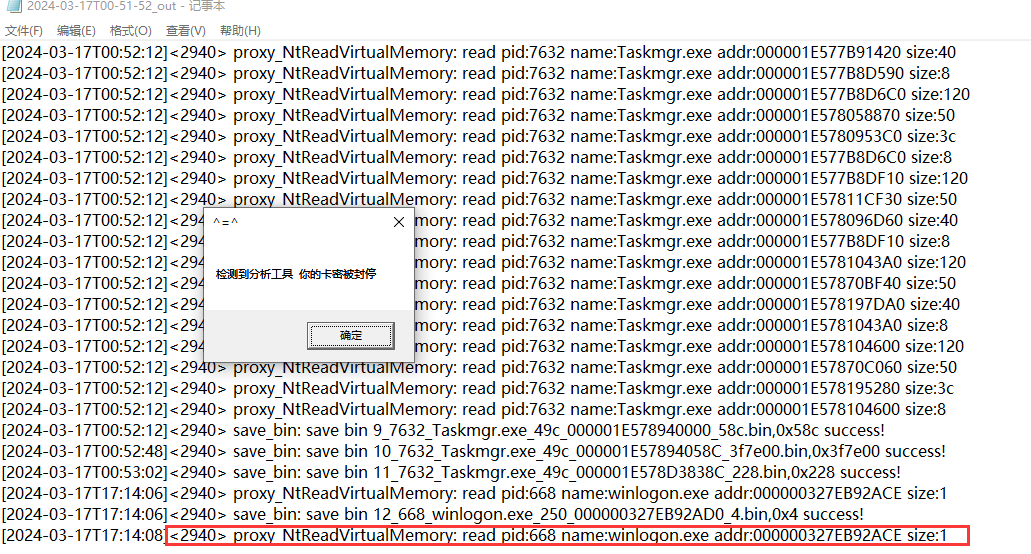 2024-03-17T00-51-52_out - 记事本
文件(F) 编辑(E) 格式(O) 查看(V) 帮助(H)
[2024-03-17T00:52:12]<2940> proxy_NtReadVirtualMemory: read pid:7632 name:Taskmgr.exe addr:000001E577B91420 size:40
[2024-03-17T00:52:12]<2940> proxy_NtReadVirtualMemory: read pid:7632 name:Taskmgr.exe addr:000001E577B8D590 size:8
[2024-03-17T00:52:12]<2940> proxy_NtReadVirtualMemory: read pid:7632 name:Taskmgr.exe addr:000001E577B8D6C0 size:120
[2024-03-17T00:52:12]<2940> proxy_NtReadVirtualMemory: read pid:7632 name:Taskmgr.exe addr:000001E578058870 size:50
[2024-03-17T00:52:12]<2940> proxy_NtReadVirtualMemory: read pid:7632 name:Taskmgr.exe addr:000001E5780953C0 size:3c
[2024-03-17T00:52:12]<2940> proxy_NtReadVirtualMemory: read pid:7632 name:Taskmgr.exe addr:000001E577B8D6C0 size:8
[2024-03-17T00:52:12]<2940> proxy_NtReadVirtualMemory: read pid:7632 name:Taskmgr.exe addr:000001E577B8DF10 size:120
[2024-03-17T00:52:12]<2940> proxy_NtReadVirtualMemory: read pid:7632 name:Taskmgr.exe addr:000001E57811CF30 size:50
[2024-03-17T00:52:12]<294 mory: read pid:7632 name:Taskmgr.exe addr:000001E578096D60 size:40
[2024-03-17T00:52:12]<294 mory: read pid:7632 name:Taskmgr.exe addr:000001E577B8DF10 size:8
[2024-03-17T00:52:12]<294 mory: read pid:7632 name:Taskmgr.exe addr:000001E5781043A0 size:120
[2024-03-17T00:52:12]<294 mory: read pid:7632 name:Taskmgr.exe addr:000001E57870BF40 size:50
[2024-03-17T00:52:12]<294 mory: read pid:7632 name:Taskmgr.exe addr:000001E578197DA0 size:40
[2024-03-17T00:52:12]<294 mory: read pid:7632 name:Taskmgr.exe addr:000001E5781043A0 size:8
[2024-03-17T00:52:12]<294 mory: read pid:7632 name:Taskmgr.exe addr:000001E578104600 size:120
[2024-03-17T00:52:12]<2940> proxy_NtReadVirtualMemory: read pid:7632 name:Taskmgr.exe addr:000001E57870C060 size:50
[2024-03-17T00:52:12]<2940> proxy_NtReadVirtualMemory: read pid:7632 name:Taskmgr.exe addr:000001E578195280 size:3c
[2024-03-17T00:52:12]<2940> proxy_NtReadVirtualMemory: read pid:7632 name:Taskmgr.exe addr:000001E578104600 size:8
[2024-03-17T00:52:12]<2940> save_bin: save bin 9_7632_Taskmgr.exe_49c_000001E578940000_58c.bin,0x58c success!
[2024-03-17T00:52:48]<2940> save_bin: save bin 10_7632_Taskmgr.exe_49c_000001E57894058C_3f7e00.bin,0x3f7e00 success!
[2024-03-17T00:53:02]<2940> save_bin: save bin 11_7632_Taskmgr.exe_49c_000001E578D3838C_228.bin,0x228 success!
[2024-03-17T17:14:06]<2940> proxy_NtReadVirtualMemory: read pid:668 name:winlogon.exe addr:000000327EB92ACE size:1
[2024-03-17T17:14:06]<2940> save_bin: save bin 12_668_winlogon.exe_250_000000327EB92AD0_4.bin,0x4 success!
[2024-03-17T17:14:08]<2940> proxy_NtReadVirtualMemory: read pid:668 name:winlogon.exe addr:000000327EB92ACE size:1
^=^
检测到分析工具 你的卡密被封停
确定